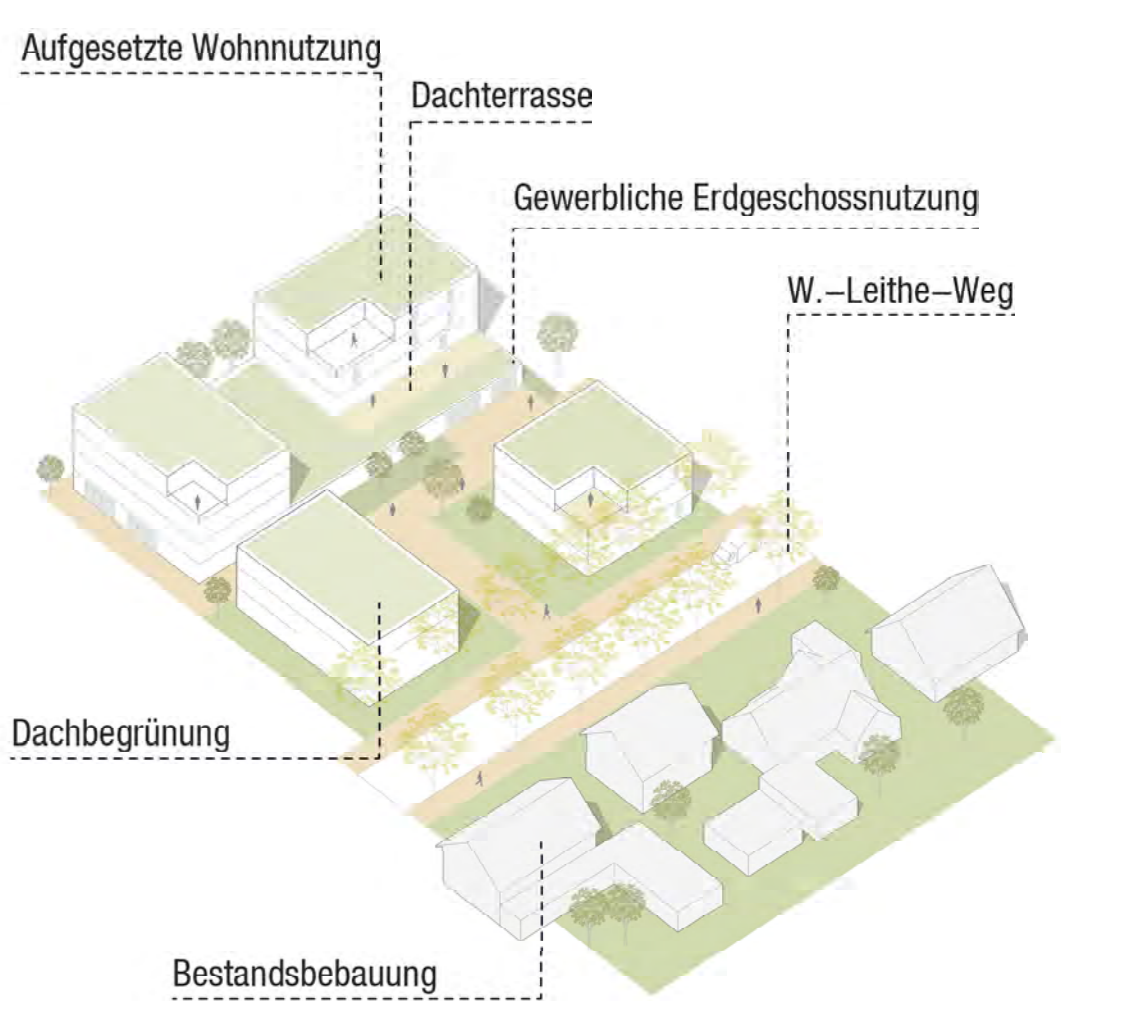 Aufgesetzte Wohnnutzung
Dachterrasse
Gewerbliche Erdgeschossnutzung
W.–Leithe–Weg
Dachbegrünung
Bestandsbebauung